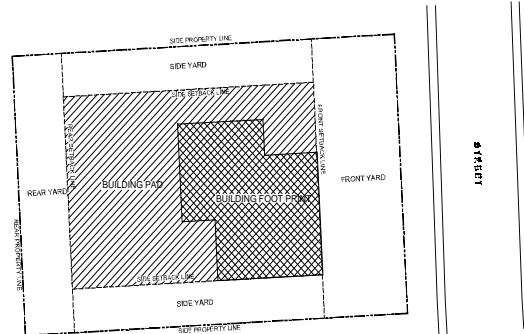 SIDE PROPERTY LINE
SIDE YARD
SIDE SETBACK LINE
REAR SETBACK LINE
FRONT SETBACK LINE
STREET
BUILDING PAD
REAR YARD
BUILDING FOOT PRINT
FRONT YARD
REAR PROPERTY LINE
SIDE SETBACK LINE
SIDE YARD
SIDE PROPERTY LINE